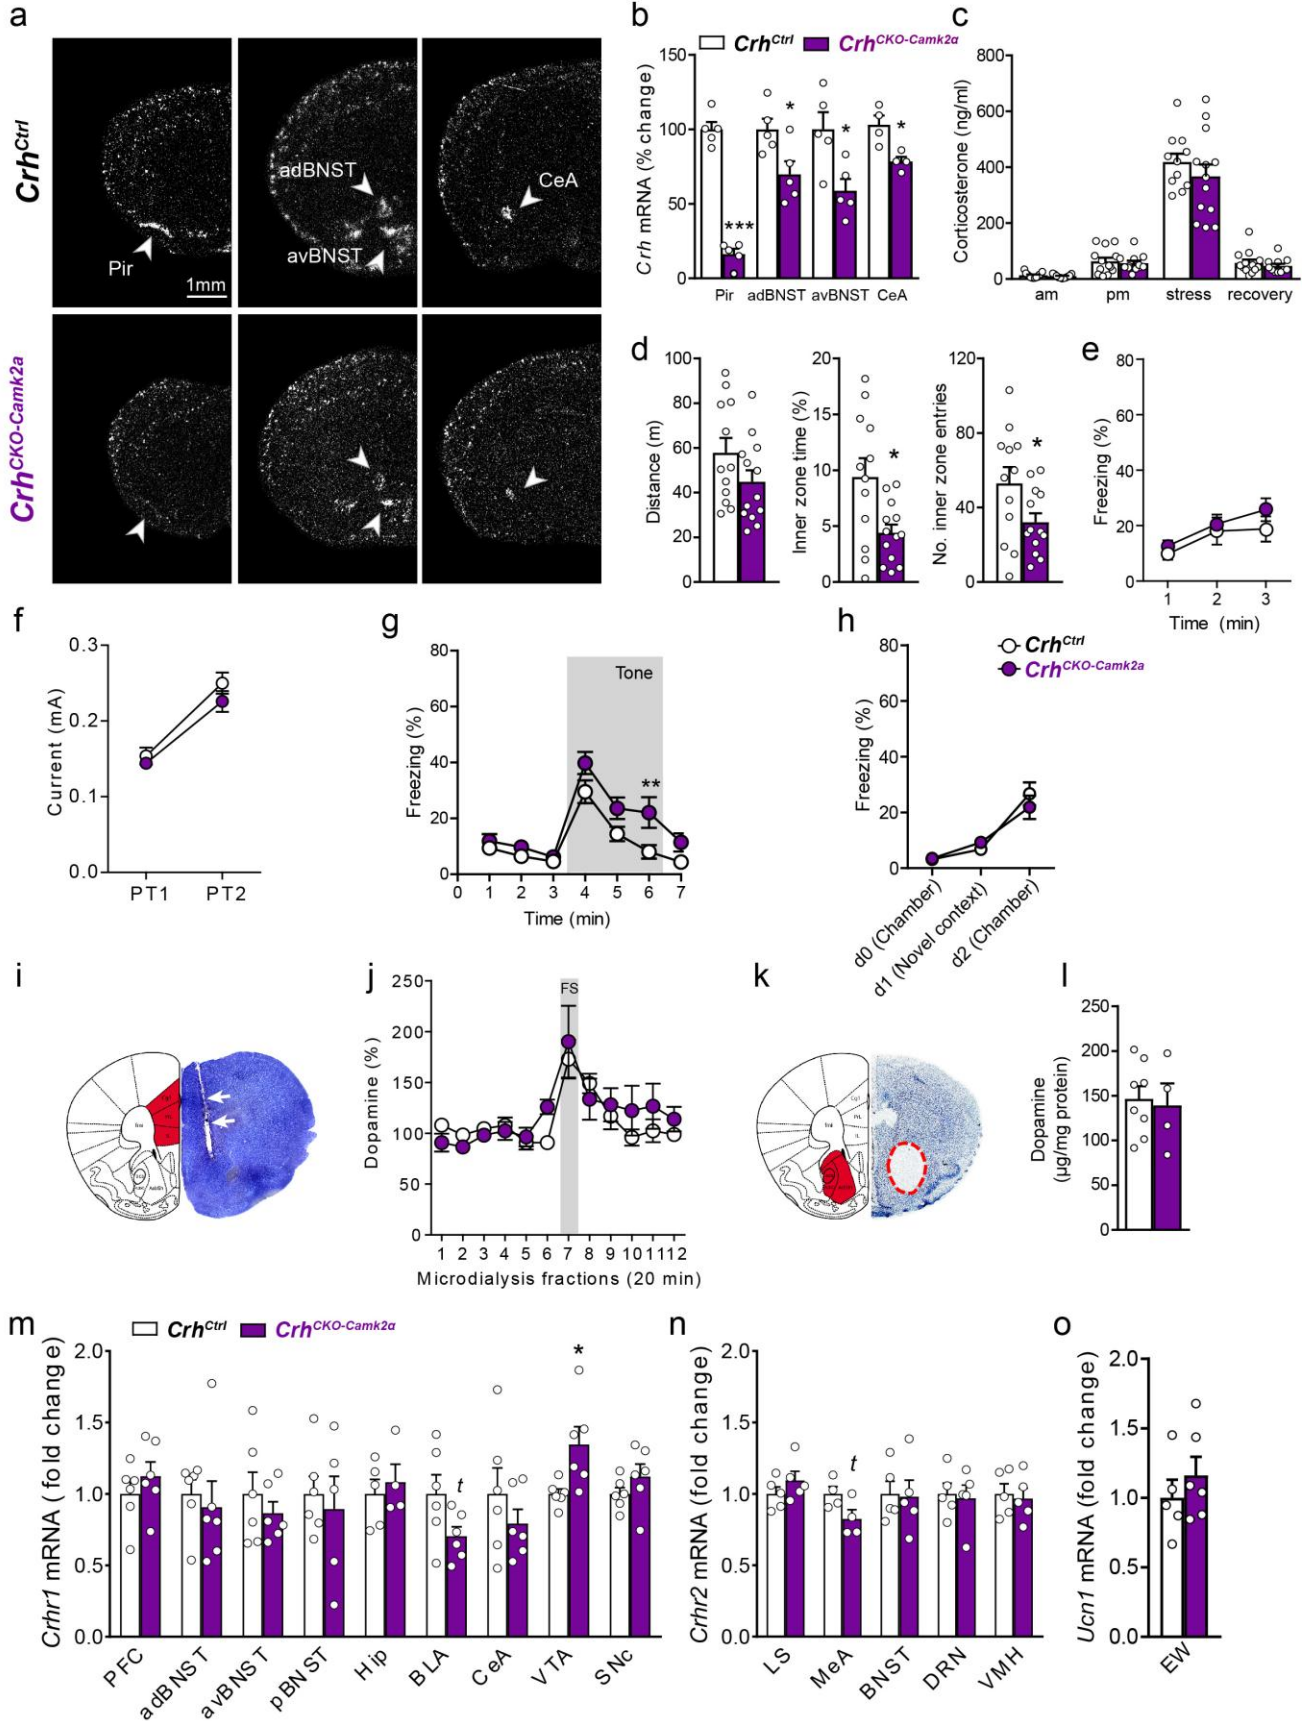 a
Crh^Ctrl
Crh^CKO-Camk2a
Pir
adBNST
avBNST
CeA
1mm
b
Crh^Ctrl
Crh^CKO-Camk2α
Crh mRNA (% change)
150
100
50
0
***
*
*
*
Pir
adBNST
avBNST
CeA
c
Corticosterone (ng/ml)
800
600
400
200
0
am
pm
stress
recovery
d
Distance (m)
100
80
60
40
20
0
Inner zone time (%)
20
15
10
5
0
*
No. inner zone entries
120
80
40
0
*
e
Freezing (%)
80
60
40
20
0
1
2
3
Time (min)
f
Current (mA)
0.3
0.2
0.1
0.0
PT1
PT2
g
Freezing (%)
80
60
40
20
0
Tone
**
0
1
2
3
4
5
6
7
Time (min)
h
Crh^Ctrl
Crh^CKO-Camk2a
Freezing (%)
80
60
40
20
0
d0 (Chamber)
d1 (Novel context)
d2 (Chamber)
i
j
Dopamine (%)
250
200
150
100
50
0
FS
1
2
3
4
5
6
7
8
9
10
11
112
Microdialysis fractions (20 min)
k
l
Dopamine
(µg/mg protein)
250
200
150
100
50
0
m
Crh^Ctrl
Crh^CKO-Camk2α
Crhr1 mRNA ( fold change)
2.0
1.5
1.0
0.5
0.0
t
*
PFC
adBNST
avBNST
pBNST
Hip
BLA
CeA
VTA
SNc
n
Crhr2 mRNA (fold change)
2.0
1.5
1.0
0.5
0.0
t
LS
MeA
BNST
DRN
VMH
o
Ucn1 mRNA (fold change)
2.0
1.5
1.0
0.5
0.0
EW